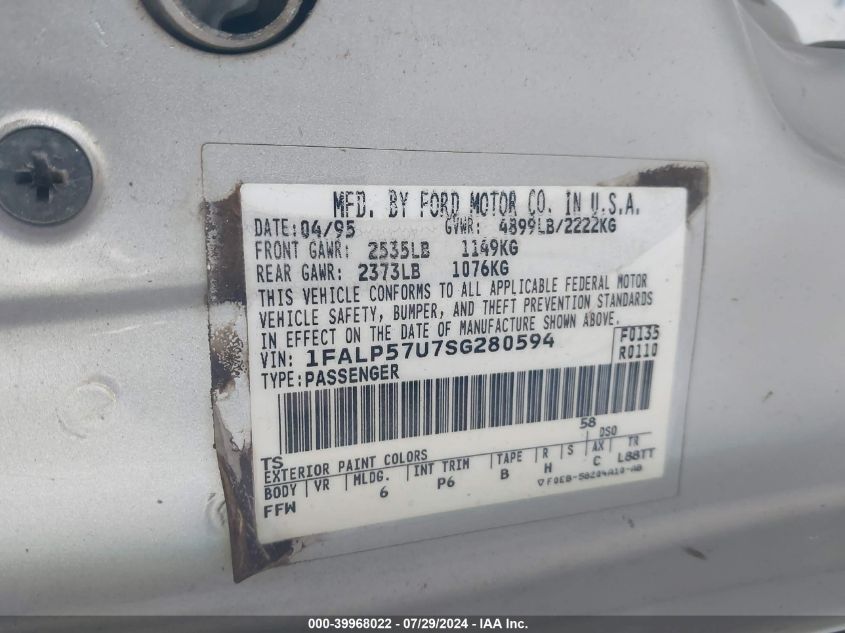 MFD. BY FORD MOTOR CO. IN U.S.A.
DATE: 04/95 GVWR: 4899LB/2222KG
FRONT GAWR: 2535LB 1149KG
REAR GAWR: 2373LB 1076KG
THIS VEHICLE CONFORMS TO ALL APPLICABLE FEDERAL MOTOR
VEHICLE SAFETY, BUMPER, AND THEFT PREVENTION STANDARDS
IN EFFECT ON THE DATE OF MANUFACTURE SHOWN ABOVE.
VIN: 1FALP57U7SG280594 F0135
TYPE: PASSENGER R0110
58
TS DSO
EXTERIOR PAINT COLORS
BODY VR MLDG. INT TRIM TAPE R S AX TR
FFW 6 P6 B H C L88TT
▽F0EB-58204A10-AB
000-39968022 / 07/29/2024 - IAA Inc.